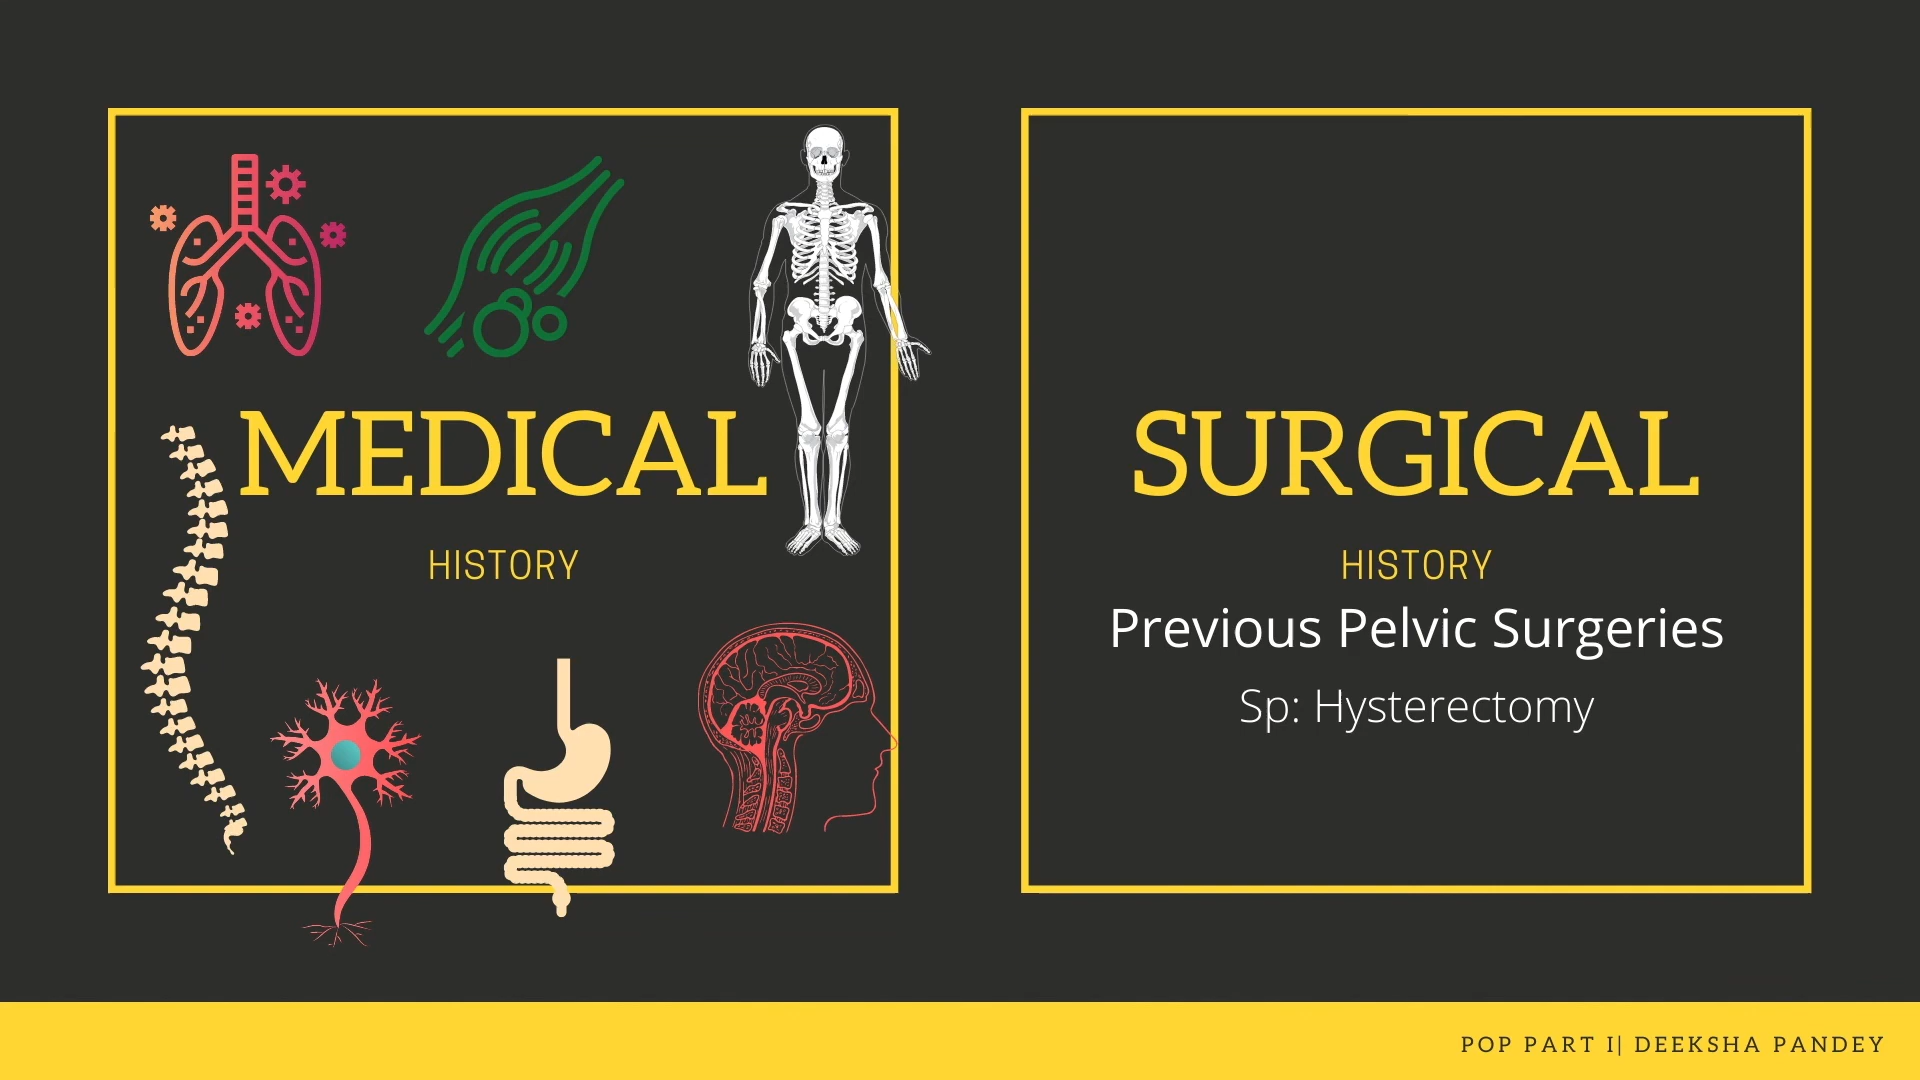 MEDICAL
HISTORY
SURGICAL
HISTORY
Previous Pelvic Surgeries
Sp: Hysterectomy
POP PART I| DEEKSHA PANDEY